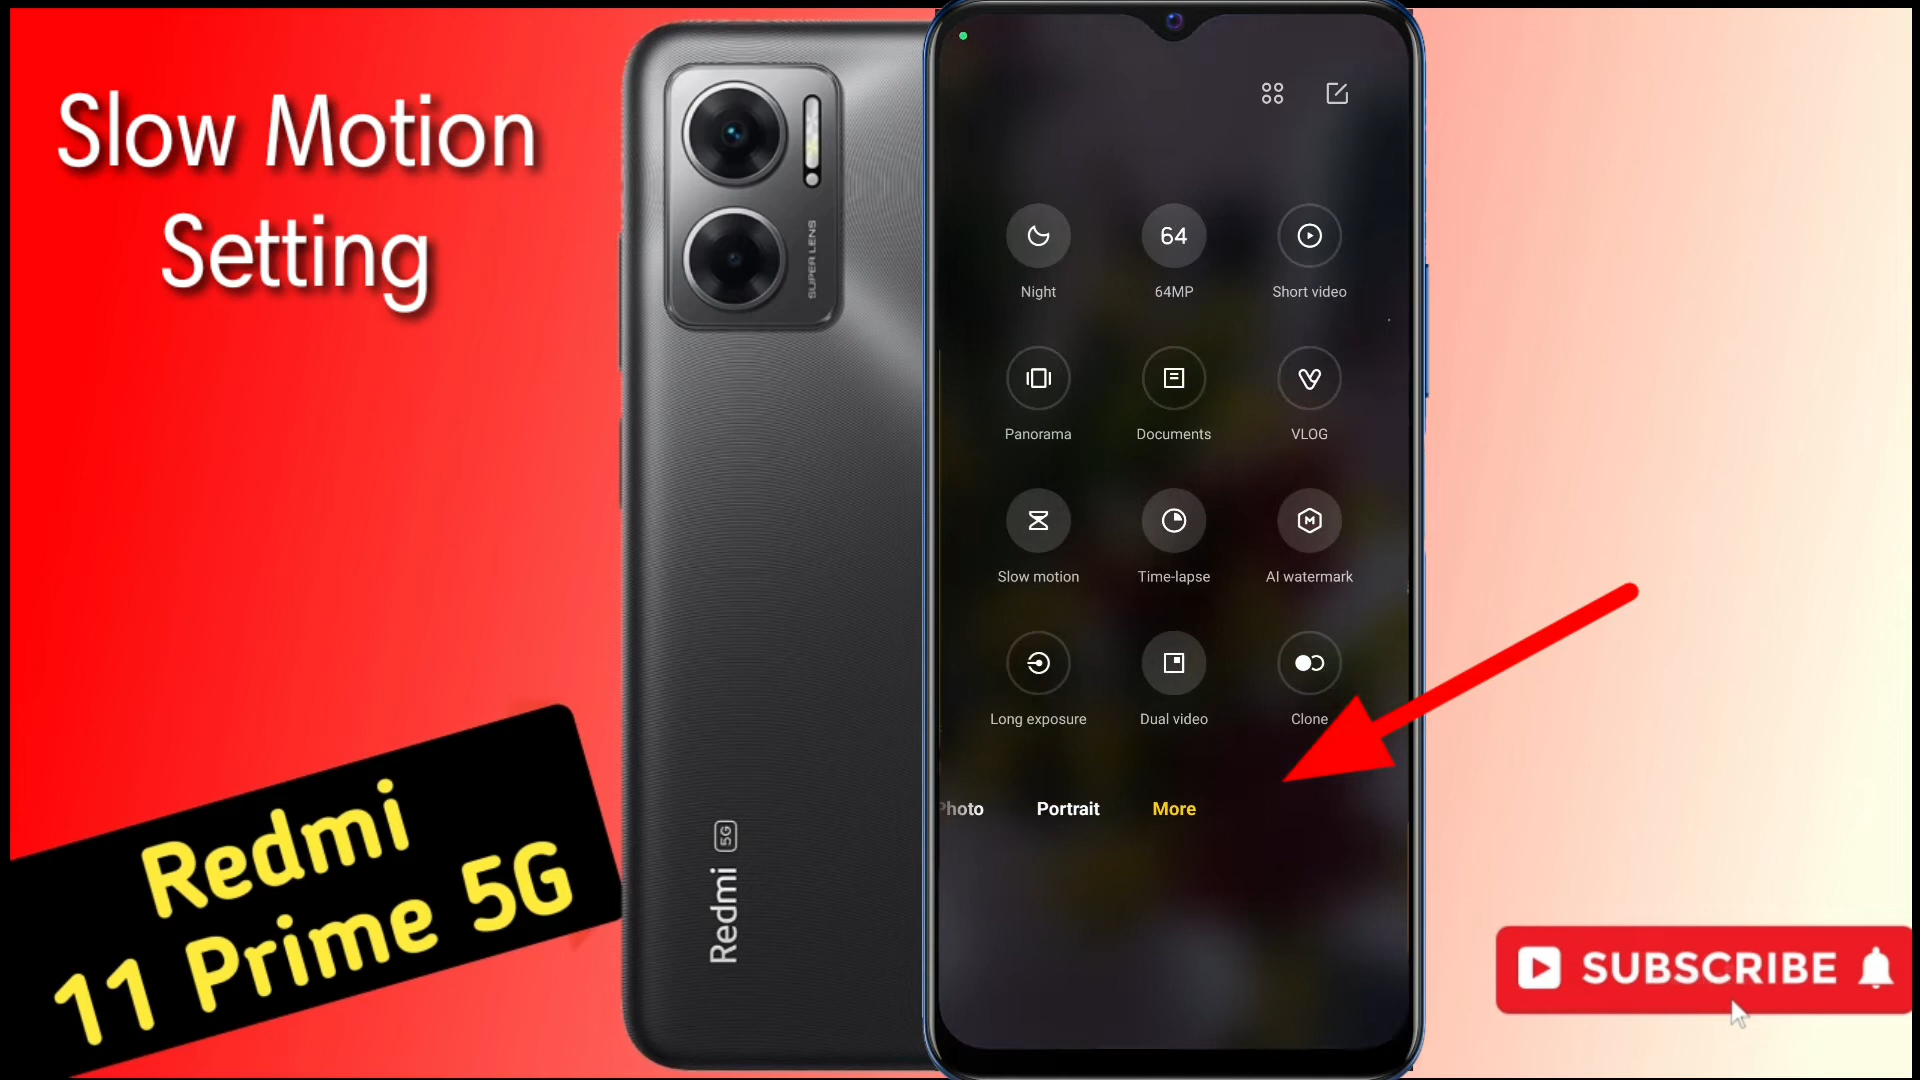 Slow Motion
Setting
SUPER LENS
Redmi 5G
Redmi
11 Prime 5G
64
Night
64MP
Short video
Panorama
Documents
VLOG
Slow motion
Time-lapse
M
AI watermark
Long exposure
Dual video
Clone
Photo
Portrait
More
SUBSCRIBE